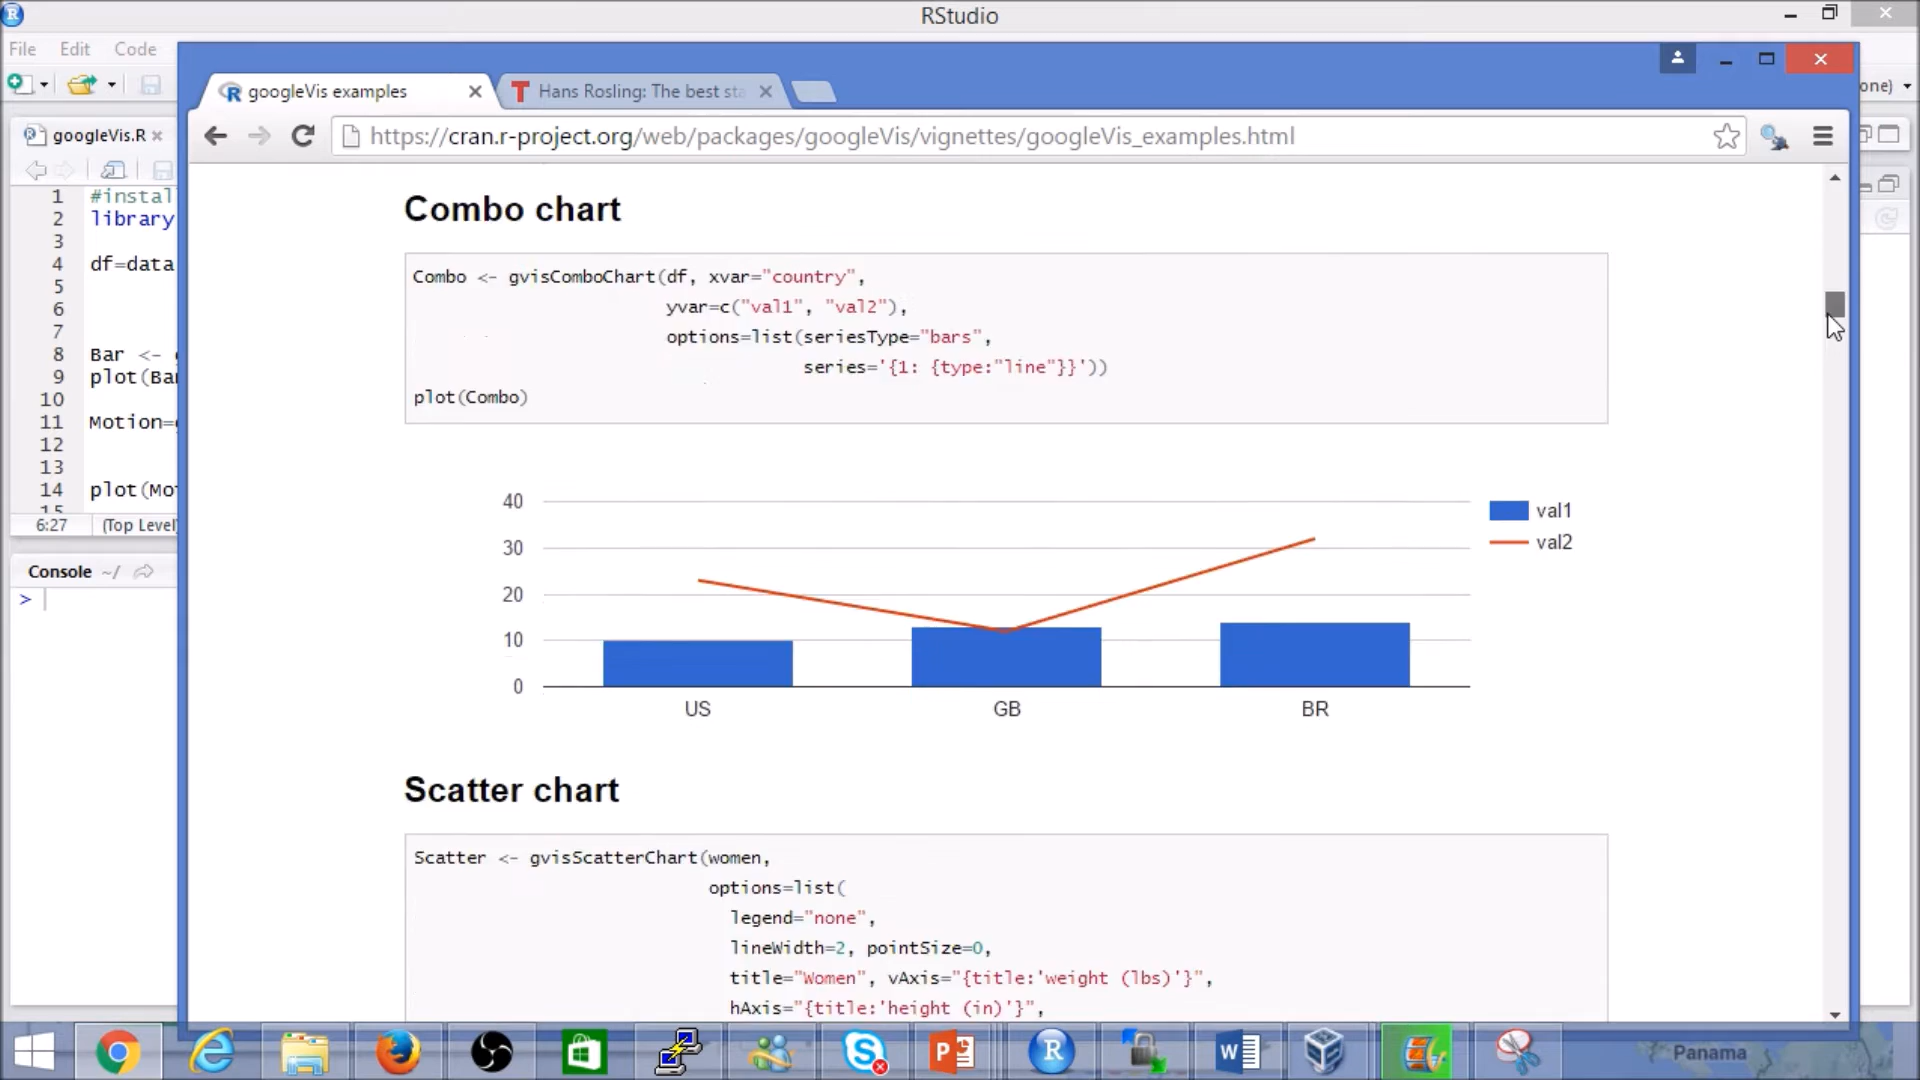 RStudio
File Edit Code
googleVis examples
Hans Rosling: The best sta
one)
googleVis.R
https://cran.r-project.org/web/packages/googleVis/vignettes/googleVis_examples.html
1 #instal
2 library
3
4 df=data
5
6
7
8 Bar <-
9 plot(Ba
10
11 Motion=
12
13
14 plot(Mo
15
6:27 (Top Level)
Console ~/
>
Combo chart
Combo <- gvisComboChart(df, xvar="country",
yvar=c("val1", "val2"),
options=list(seriesType="bars",
series='{1: {type:"line"}}'))
plot(Combo)
40
30
20
10
0
US GB BR
val1
val2
Scatter chart
Scatter <- gvisScatterChart(women,
options=list(
legend="none",
lineWidth=2, pointSize=0,
title="Women", vAxis="{title:'weight (lbs)'}",
hAxis="{title:'height (in)'}",
Panama